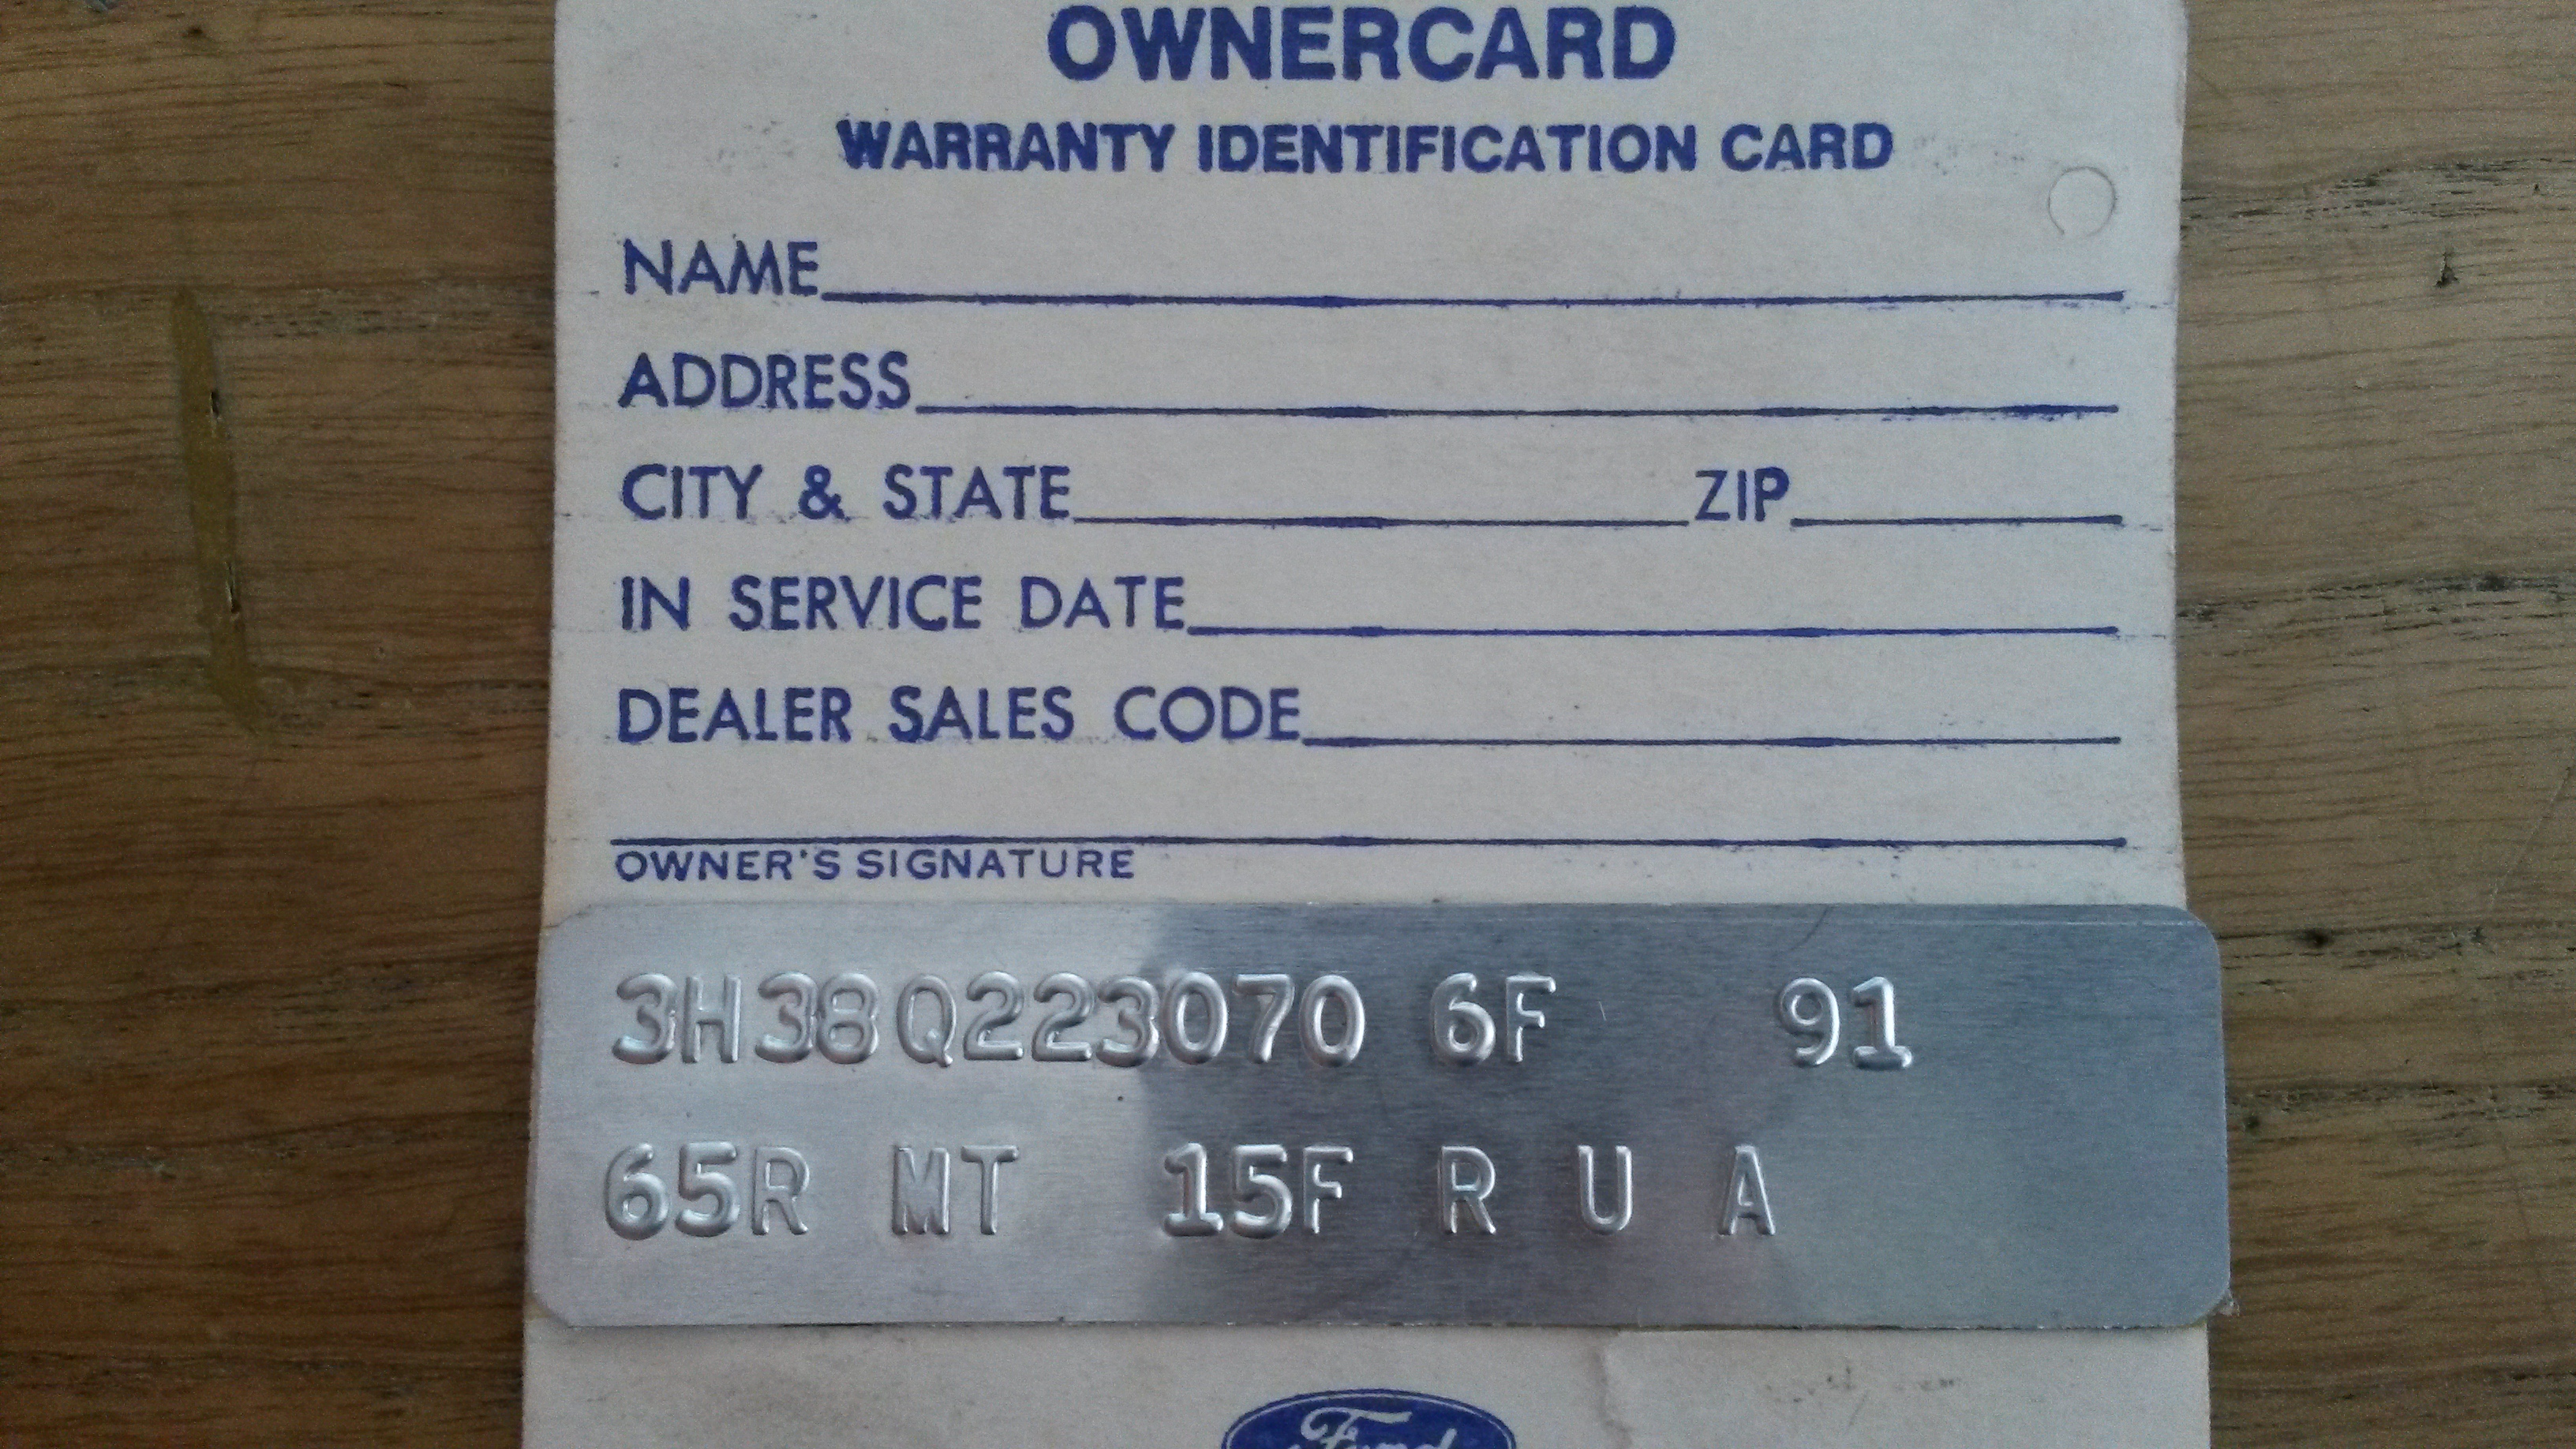 OWNERCARD
WARRANTY IDENTIFICATION CARD
NAME
ADDRESS
CITY & STATE ZIP
IN SERVICE DATE
DEALER SALES CODE
OWNER'S SIGNATURE
3H38Q223070 6F 91
65R MT 15F R U A
Ford